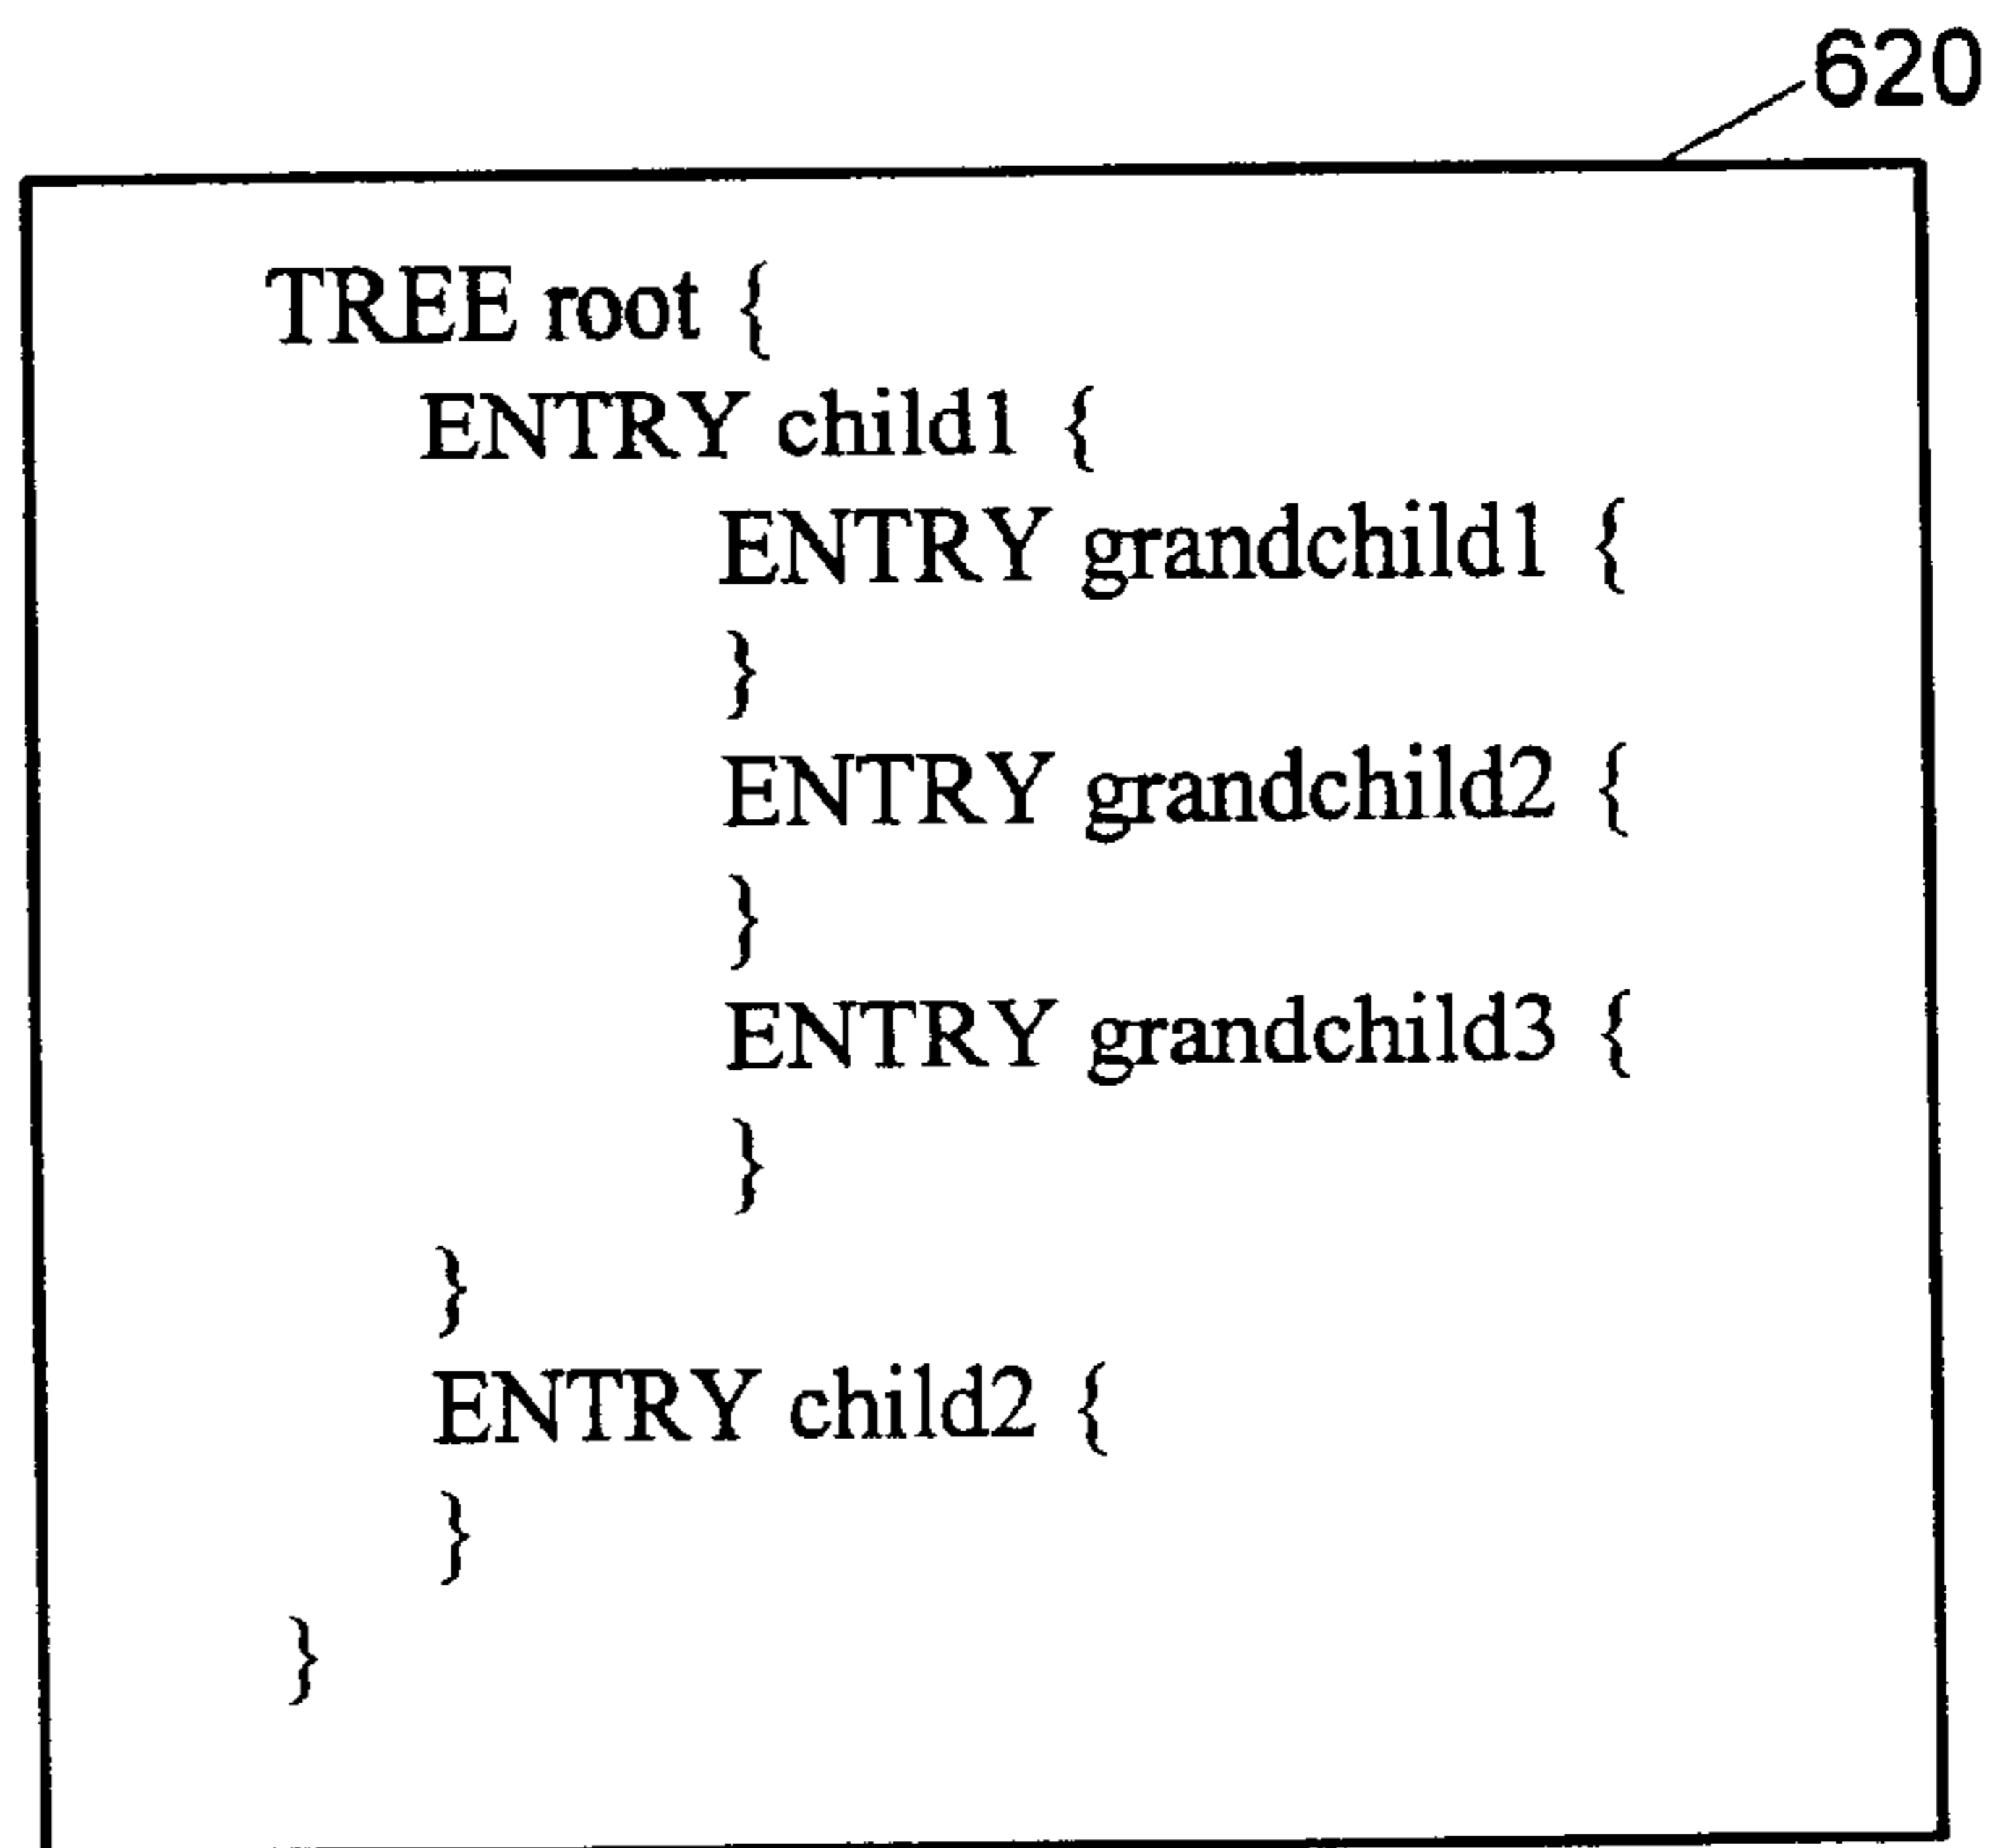 620
TREE root {
ENTRY child1 {
ENTRY grandchild1 {
}
ENTRY grandchild2 {
}
ENTRY grandchild3 {
}
}
ENTRY child2 {
}
}